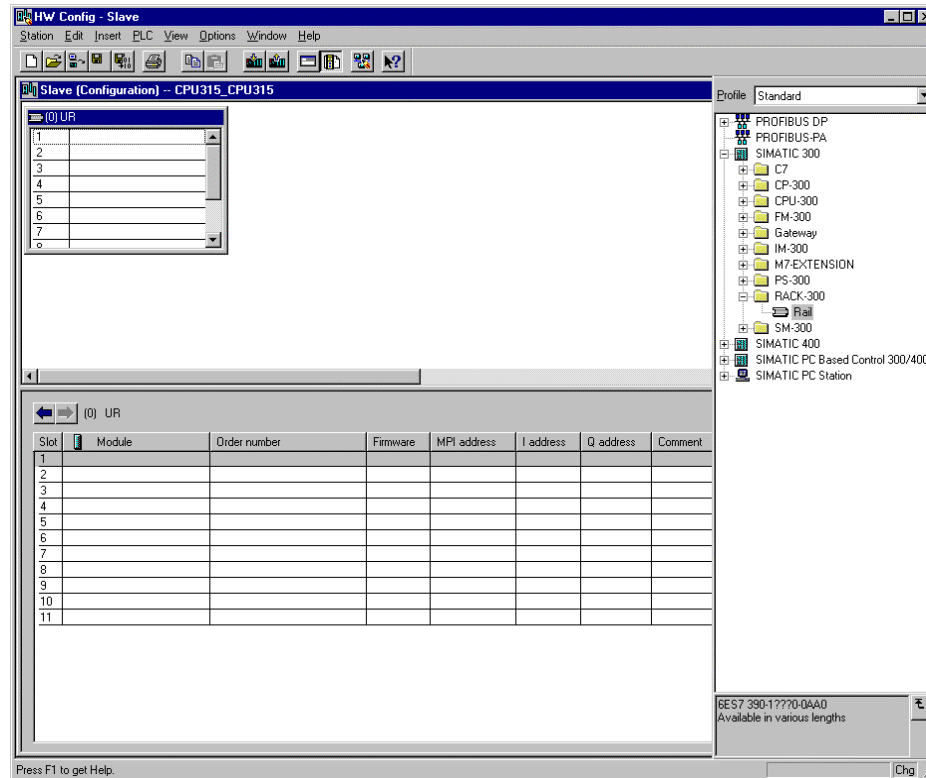 HW Config - Slave
Station Edit Insert PLC View Options Window Help
Slave (Configuration) -- CPU315_CPU315
(0) UR
1
2
3
4
5
6
7
8
Profile Standard
PROFIBUS DP
PROFIBUS-PA
SIMATIC 300
C7
CP-300
CPU-300
FM-300
Gateway
IM-300
M7-EXTENSION
PS-300
RACK-300
Rail
SM-300
SIMATIC 400
SIMATIC PC Based Control 300/400
SIMATIC PC Station
(0) UR
Slot Module Order number Firmware MPI address I address Q address Comment
1
2
3
4
5
6
7
8
9
10
11
6ES7 390-1???0-0AA0
Available in various lengths
Press F1 to get Help.
Chg